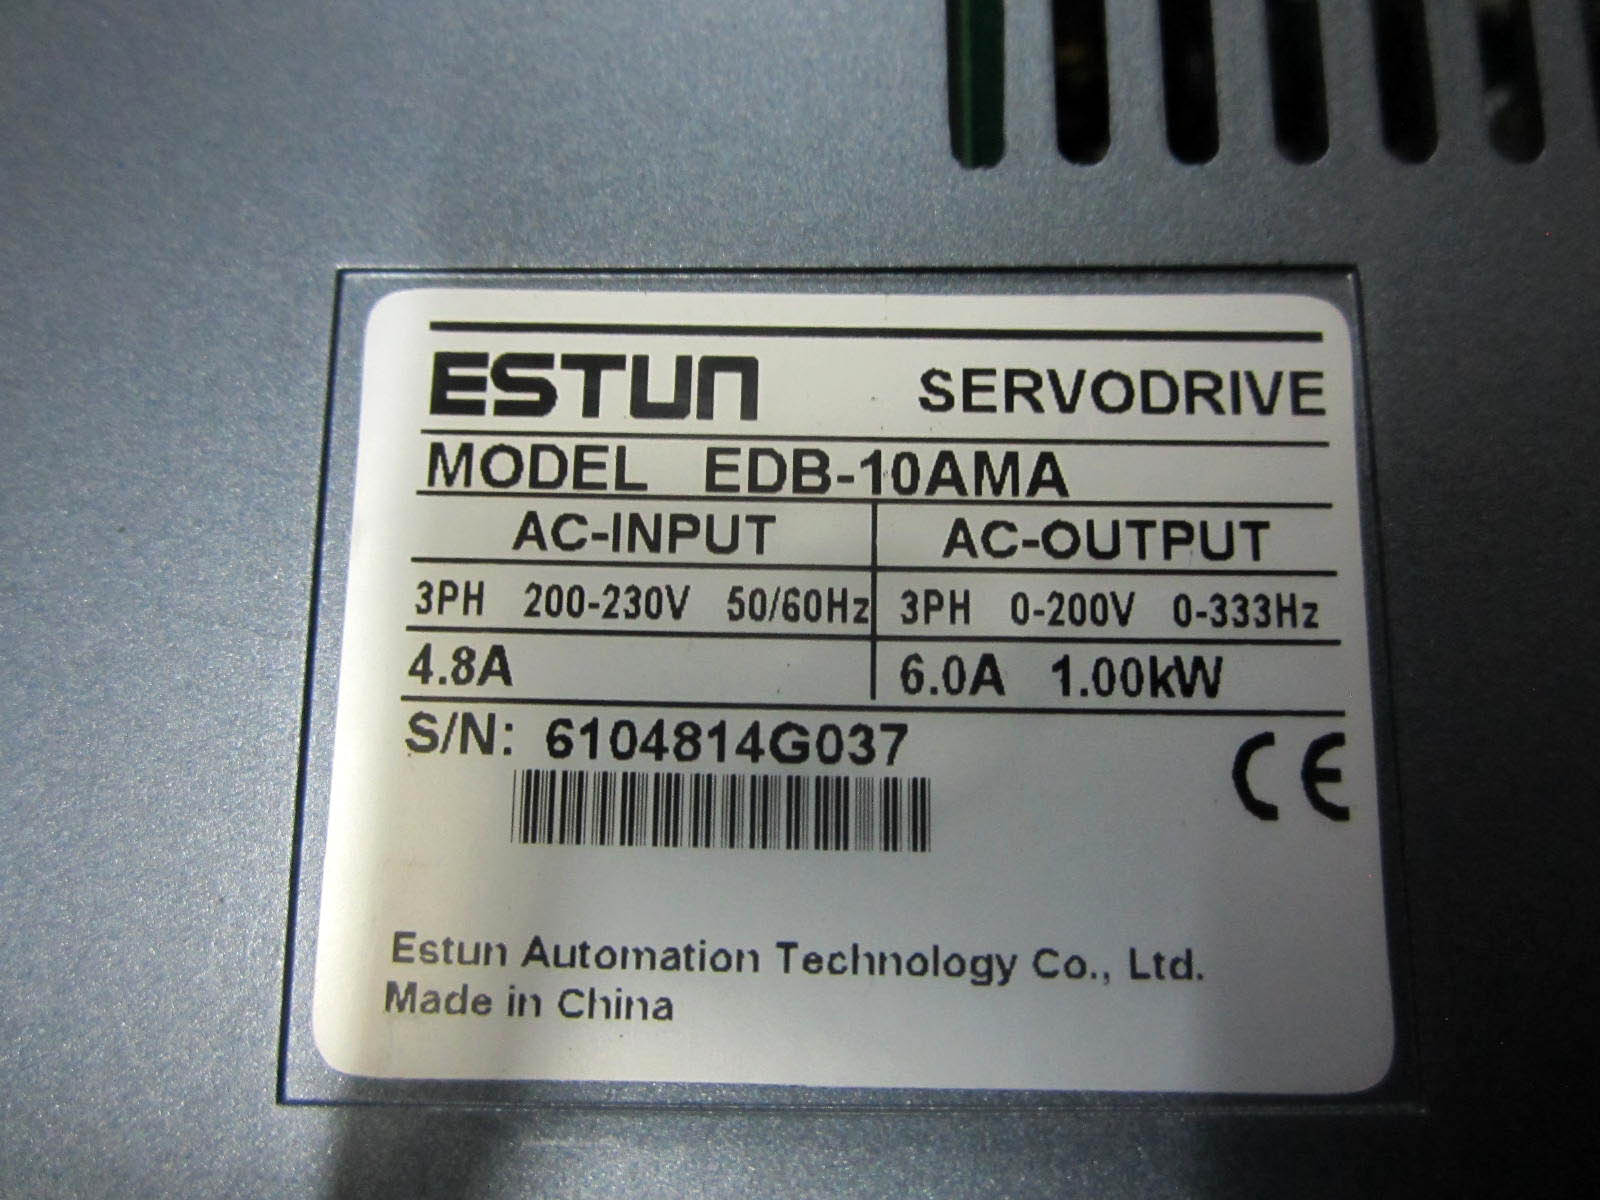 ESTUN SERVODRIVE
MODEL EDB-10AMA
AC-INPUT AC-OUTPUT
3PH 200-230V 50/60Hz 3PH 0-200V 0-333Hz
4.8A 6.0A 1.00kW
S/N: 6104814G037
CE
Estun Automation Technology Co., Ltd.
Made in China